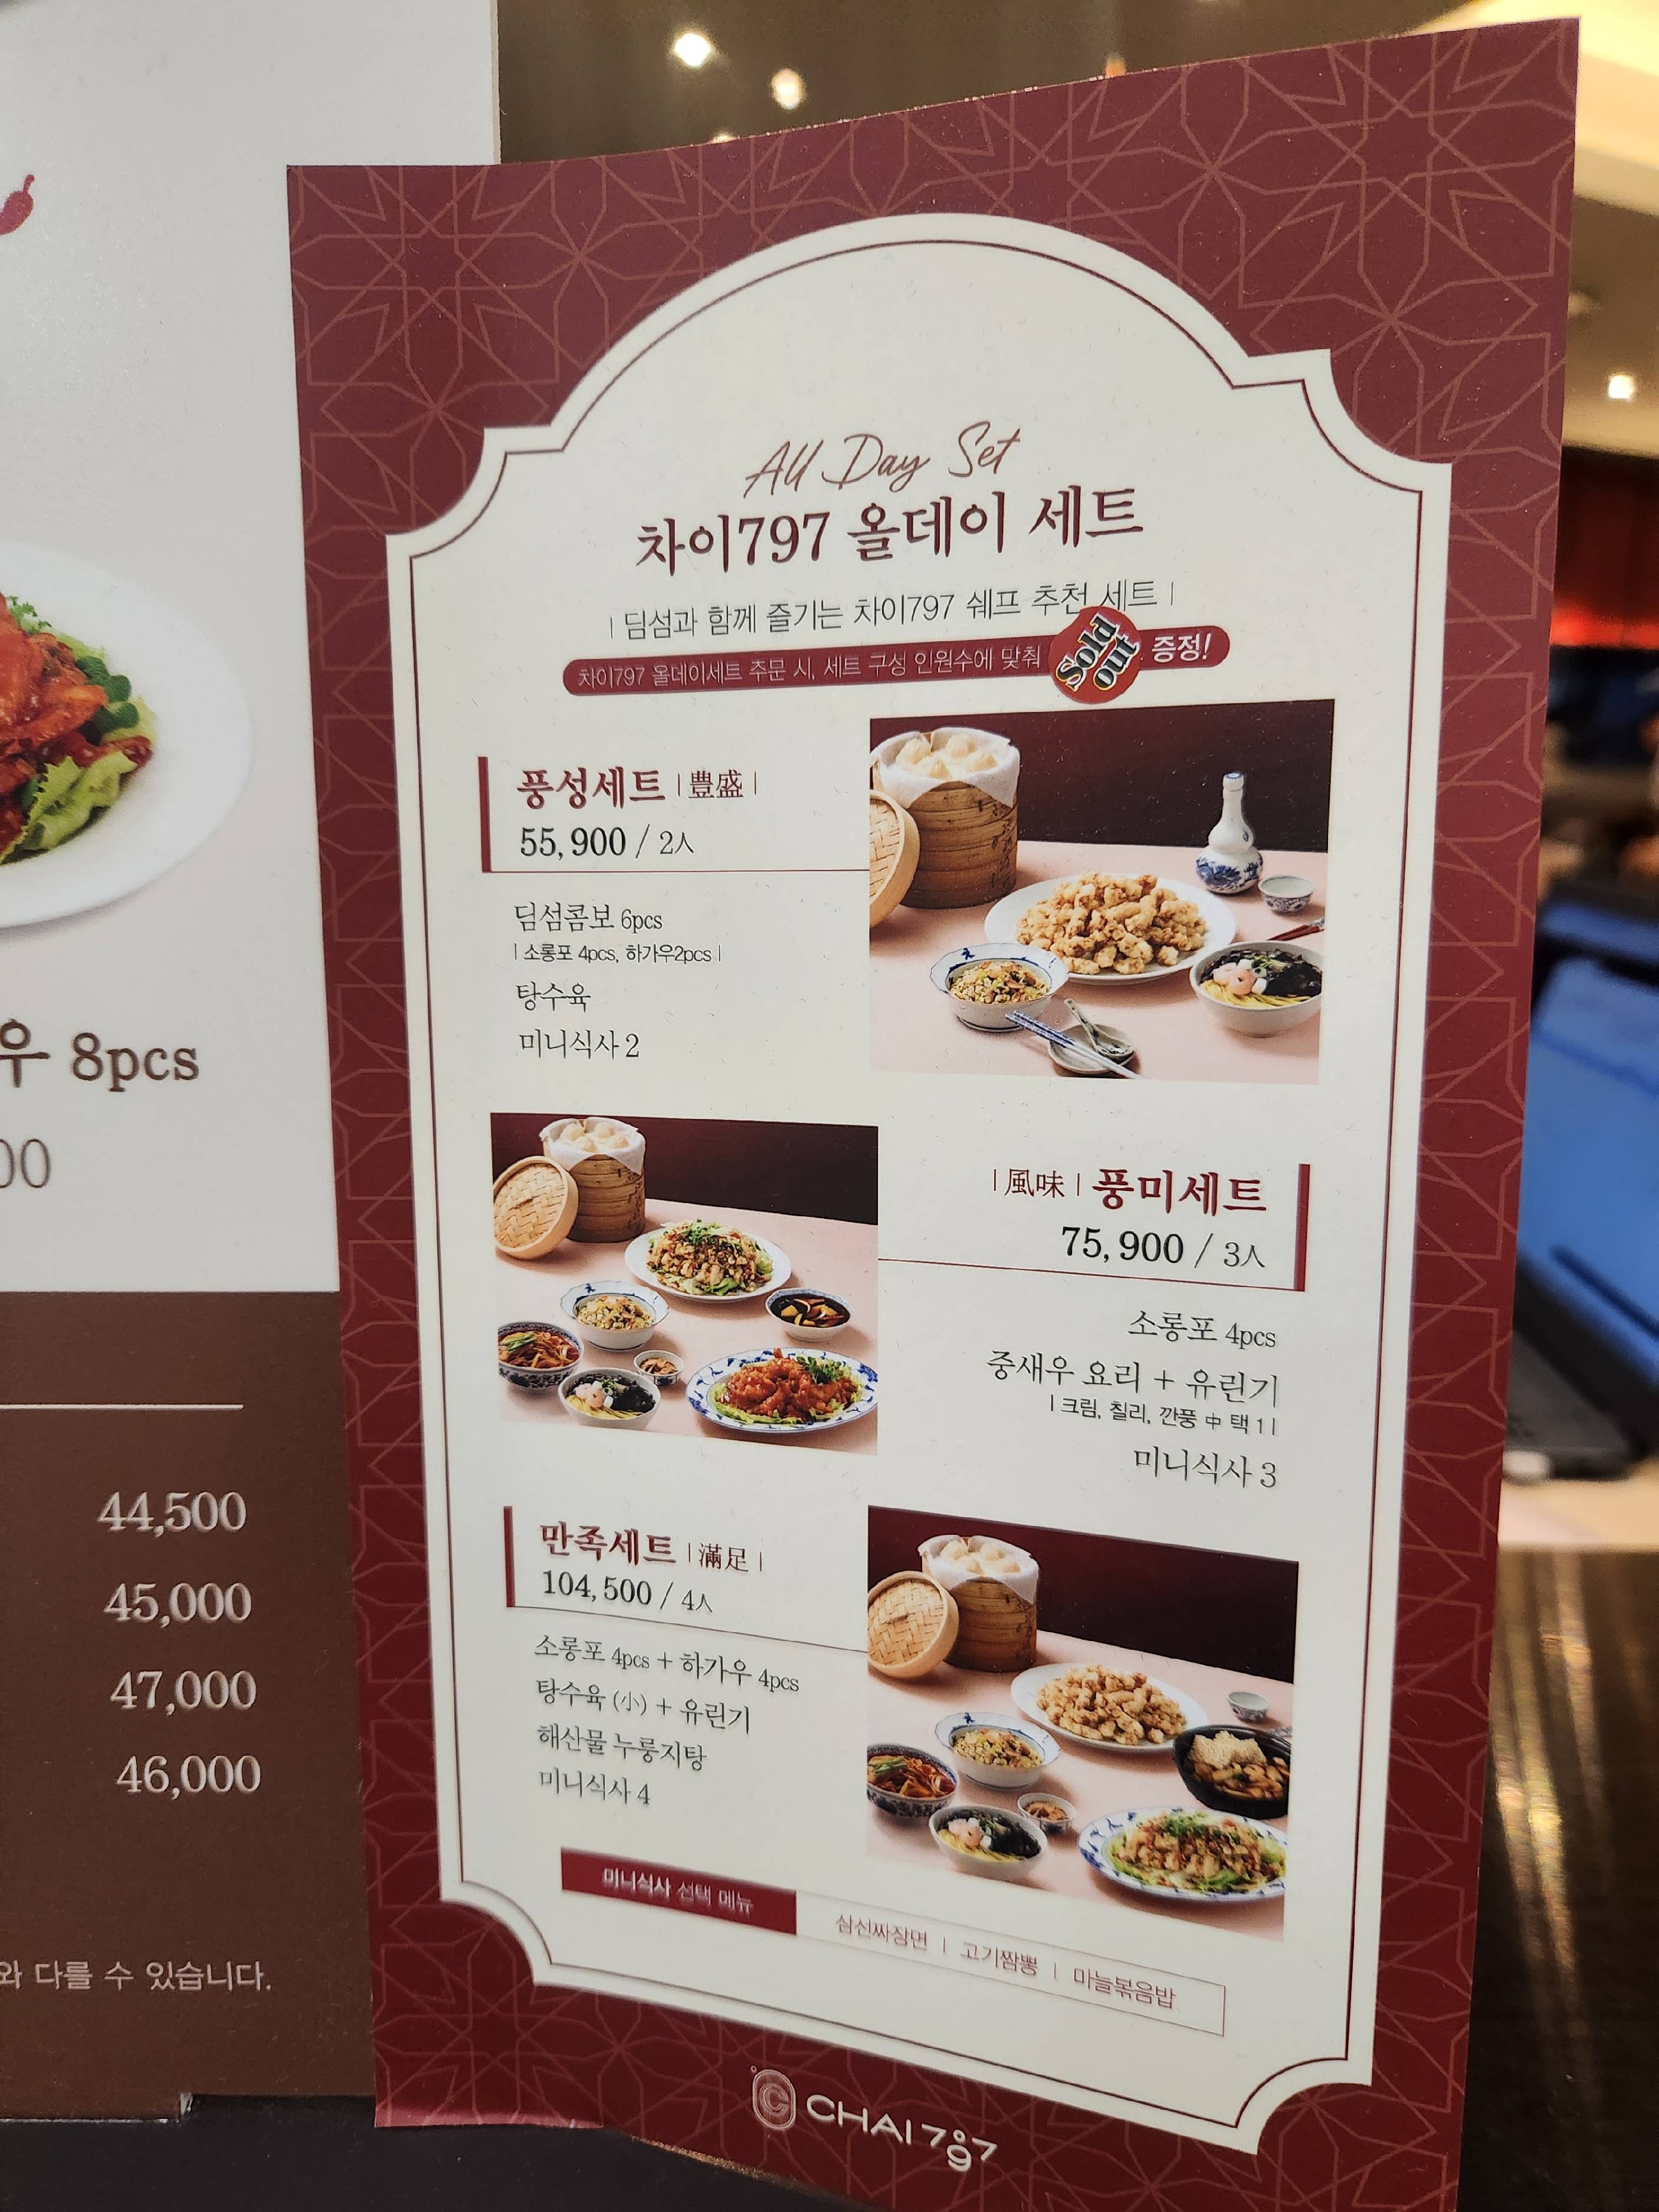 우 8pcs
00
44,500
45,000
47,000
46,000
와 다를 수 있습니다.
All Day Set
차이797 올데이 세트
| 딤섬과 함께 즐기는 차이797 쉐프 추천 세트 |
차이797 올데이세트 주문 시, 세트 구성 인원수에 맞춰 Sold out 증정!
풍성세트 | 豊盛 |
55,900 / 2人
딤섬콤보 6pcs
| 소롱포 4pcs, 하가우2pcs |
탕수육
미니식사 2
| 風味 | 풍미세트
75,900 / 3人
소롱포 4pcs
중새우 요리 + 유린기
| 크림, 칠리, 깐풍 中 택 1 |
미니식사 3
만족세트 | 滿足 |
104,500 / 4人
소롱포 4pcs + 하가우 4pcs
탕수육 (小) + 유린기
해산물 누룽지탕
미니식사 4
미니식사 선택 메뉴
삼선짜장면 | 고기짬뽕 | 마늘볶음밥
CHAI797